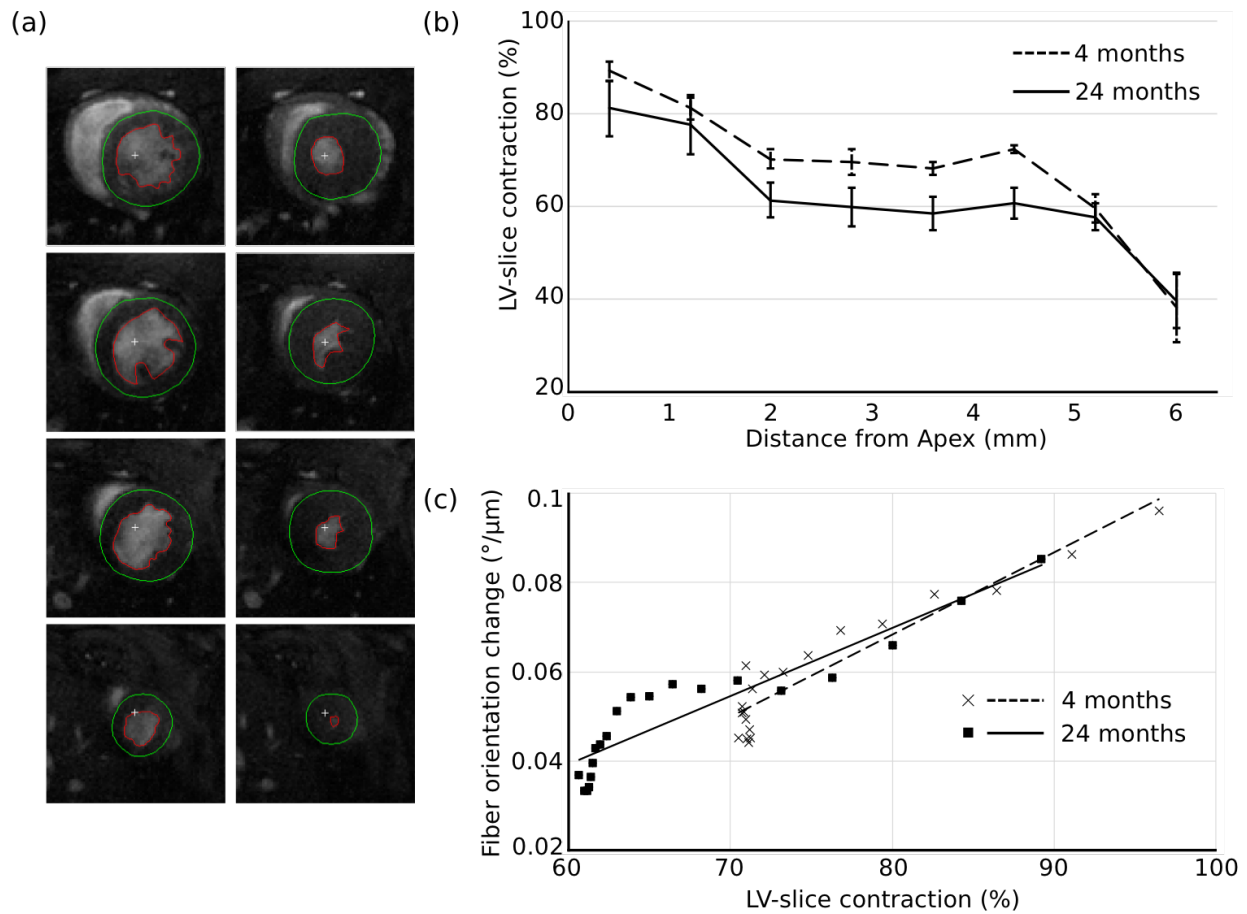 (a)
(b)
100
80
60
40
20
LV-slice contraction (%)
4 months
24 months
0 1 2 3 4 5 6
Distance from Apex (mm)
(c)
0.1
0.08
0.06
0.04
0.02
Fiber orientation change (°/µm)
4 months
24 months
60 70 80 90 100
LV-slice contraction (%)